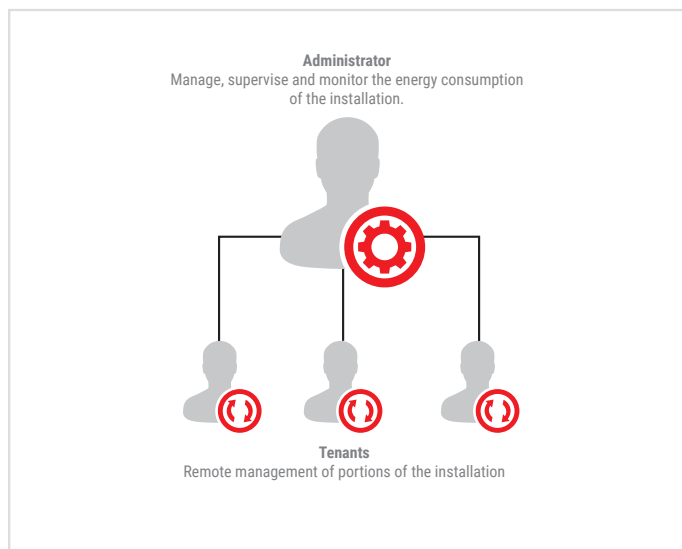 Administrator
Manage, supervise and monitor the energy consumption
of the installation.
Tenants
Remote management of portions of the installation